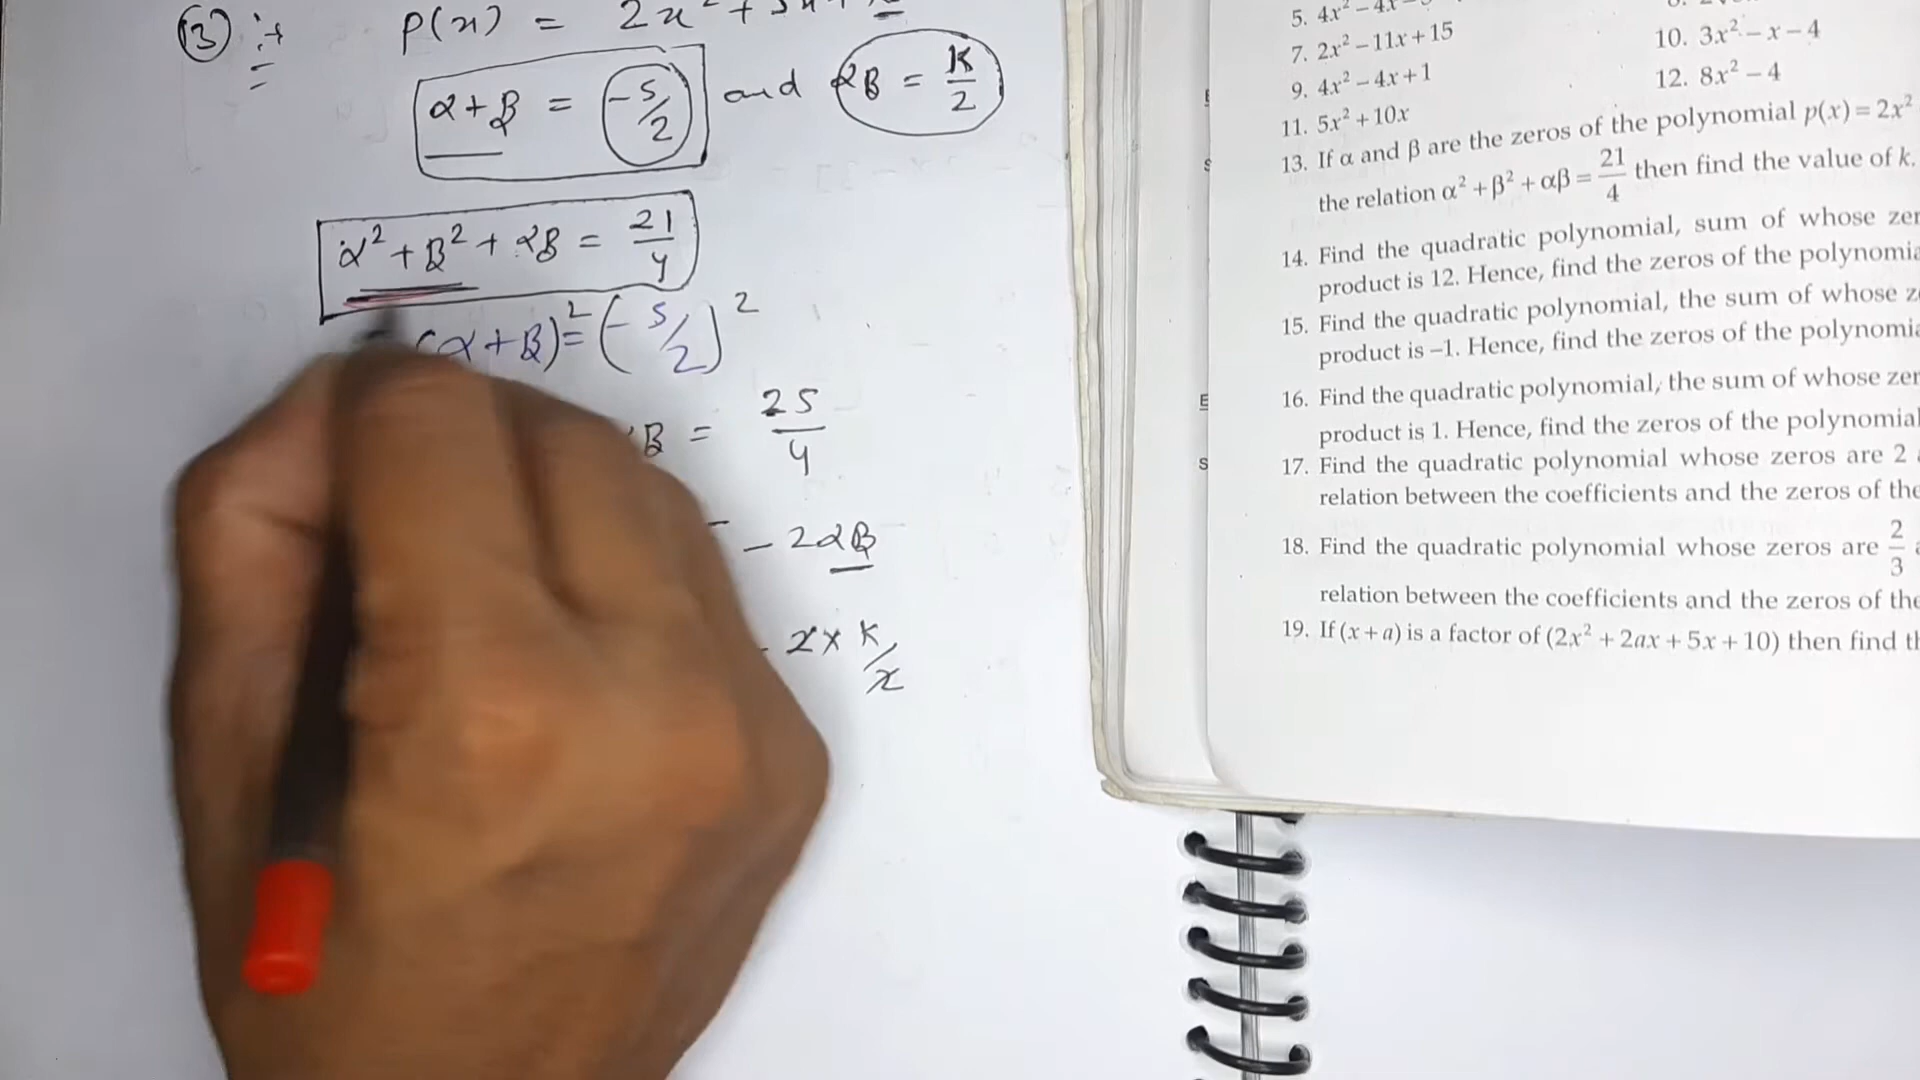 (3) :→ P(x) = 2x² + 5x +
α+β = -5/2 and αβ = K/2
α² + β² + αβ = 21/4
(α+β)² = (-5/2)²
β = 25/4
- 2αβ
2 × K/2
5. 4x² – 4x –
7. 2x² – 11x + 15
10. 3x² – x – 4
9. 4x² – 4x + 1
12. 8x² – 4
11. 5x² + 10x
13. If α and β are the zeros of the polynomial p(x) = 2x²
the relation α² + β² + αβ = 21/4 then find the value of k.
14. Find the quadratic polynomial, sum of whose zer
product is 12. Hence, find the zeros of the polynomia
15. Find the quadratic polynomial, the sum of whose z
product is –1. Hence, find the zeros of the polynomia
16. Find the quadratic polynomial, the sum of whose zer
product is 1. Hence, find the zeros of the polynomial
17. Find the quadratic polynomial whose zeros are 2
relation between the coefficients and the zeros of the
18. Find the quadratic polynomial whose zeros are 2/3
relation between the coefficients and the zeros of the
19. If (x + a) is a factor of (2x² + 2ax + 5x + 10) then find th